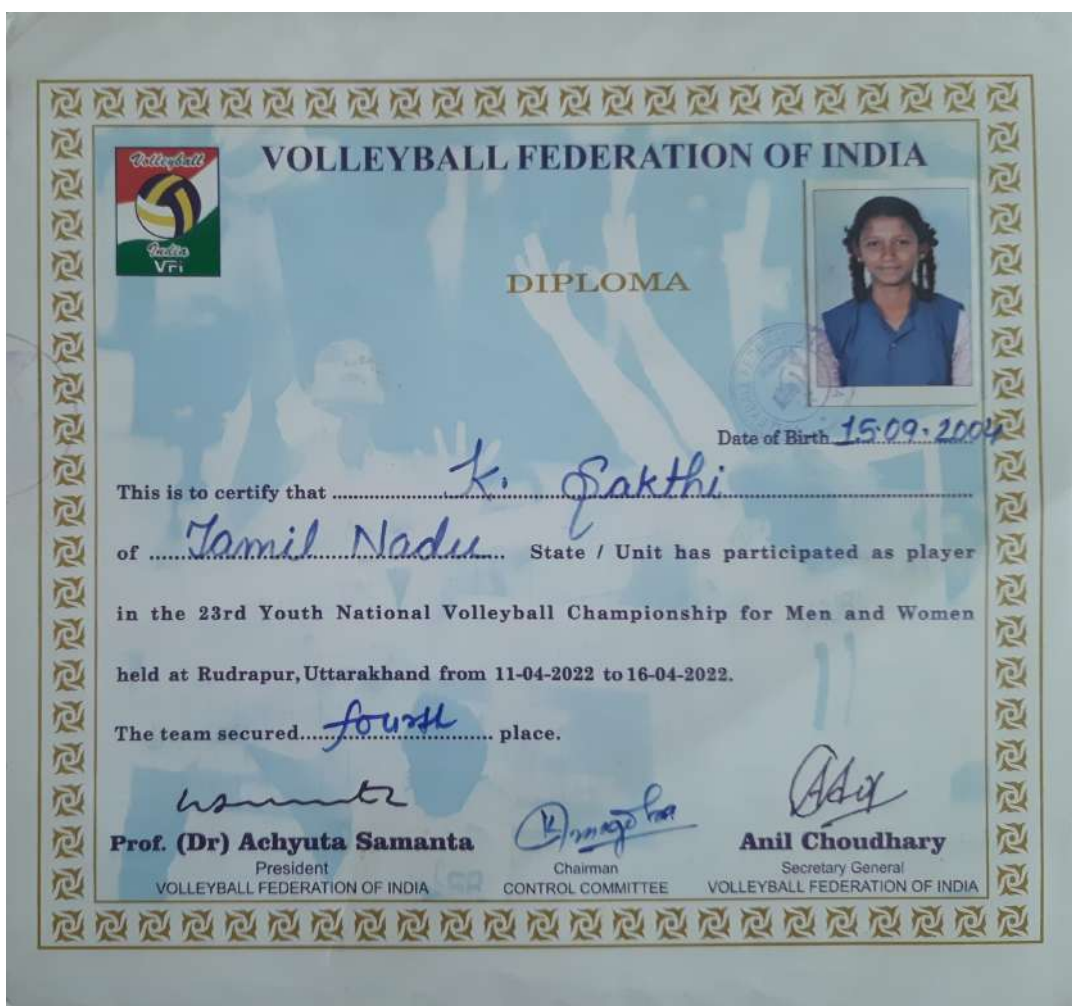 Volleyball
India
VFi
VOLLEYBALL FEDERATION OF INDIA
DIPLOMA
Date of Birth 15.09.2004
This is to certify that ........ K. Sakthi ........
of ..... Tamil Nadu ..... State / Unit has participated as player
in the 23rd Youth National Volleyball Championship for Men and Women
held at Rudrapur, Uttarakhand from 11-04-2022 to 16-04-2022.
The team secured..... fourth ..... place.
Prof. (Dr) Achyuta Samanta
President
VOLLEYBALL FEDERATION OF INDIA
Chairman
CONTROL COMMITTEE
Anil Choudhary
Secretary General
VOLLEYBALL FEDERATION OF INDIA